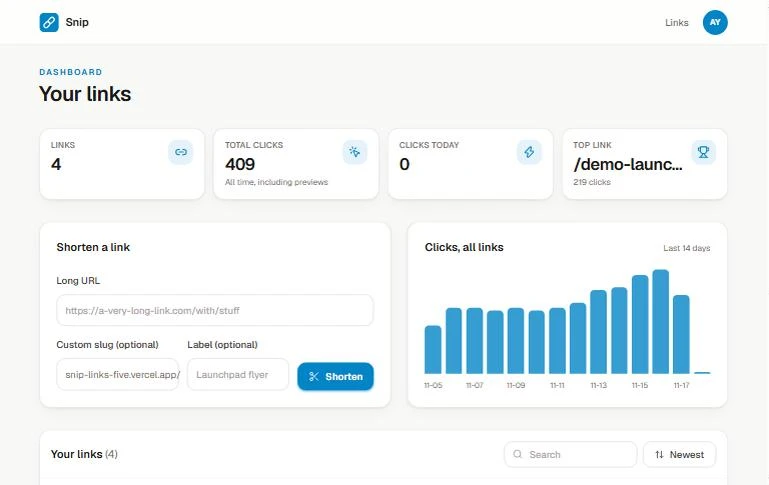 Snip
Links
AY
DASHBOARD
Your links
LINKS
4
TOTAL CLICKS
409
All time, including previews
CLICKS TODAY
0
TOP LINK
/demo-launc...
219 clicks
Shorten a link
Long URL
https://a-very-long-link.com/with/stuff
Custom slug (optional)
Label (optional)
snip-links-five.vercel.app/
Launchpad flyer
Shorten
Clicks, all links
Last 14 days
11-05 11-07 11-09 11-11 11-13 11-15 11-17
Your links (4)
Search
Newest